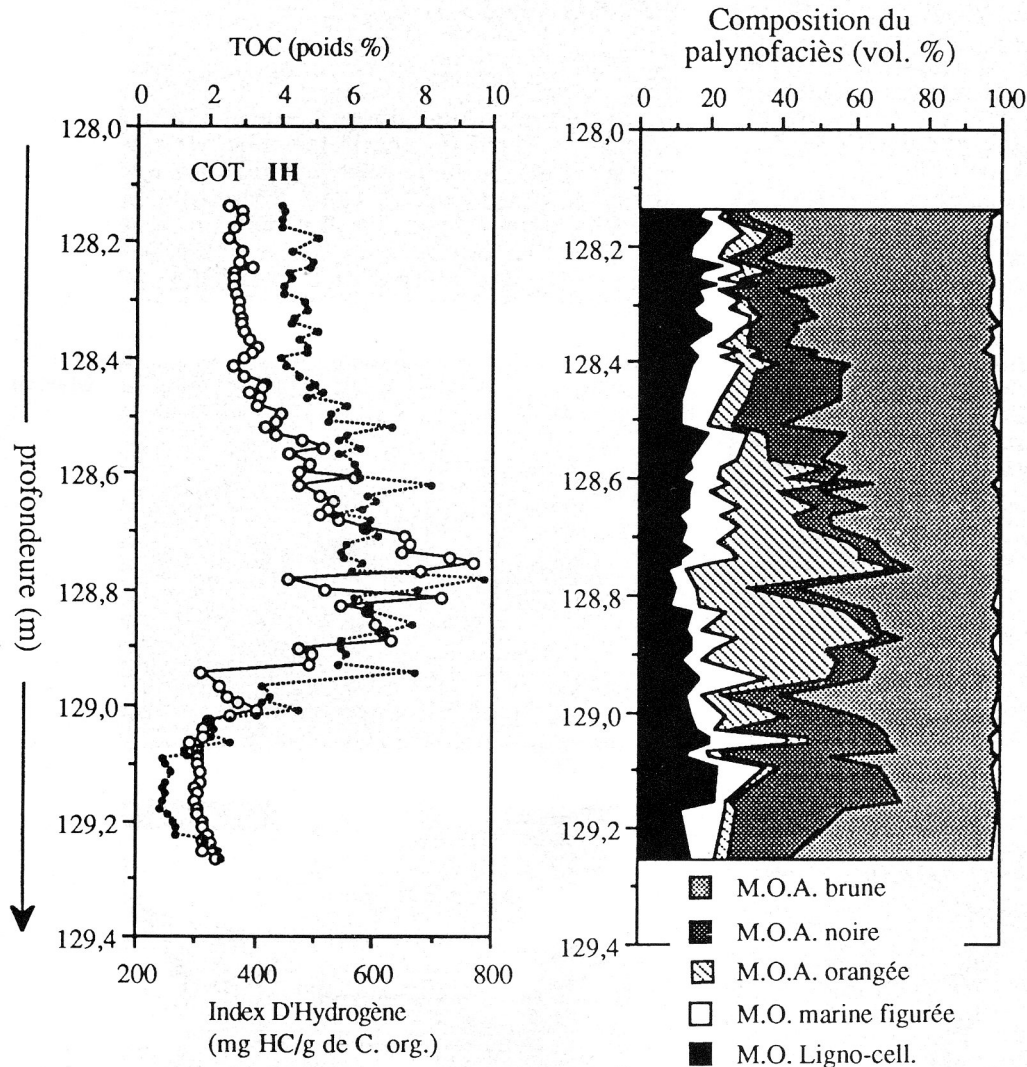 TOC (poids %)
0 2 4 6 8 10
128,0
COT IH
128,2
128,4
128,6
128,8
129,0
129,2
129,4
200 400 600 800
Index D'Hydrogène
(mg HC/g de C. org.)
profondeure (m)
Composition du
palynofaciès (vol. %)
0 20 40 60 80 100
128,0
128,2
128,4
128,6
128,8
129,0
129,2
129,4
M.O.A. brune
M.O.A. noire
M.O.A. orangée
M.O. marine figurée
M.O. Ligno-cell.